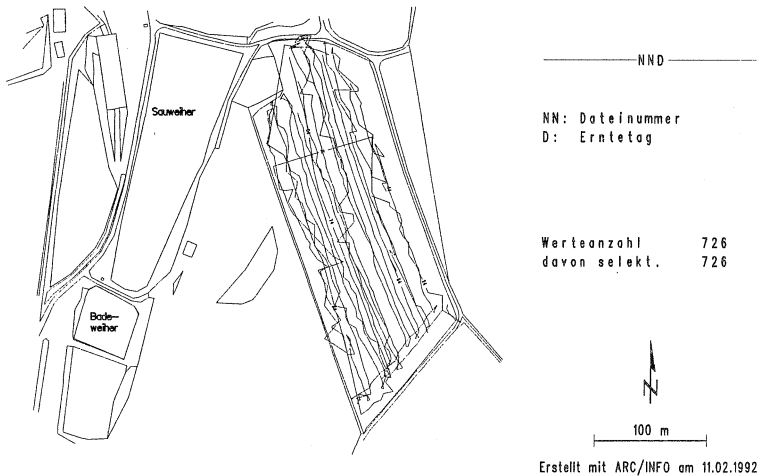 NND
Sauweiher
NN: Dateinummer
D: Erntetag
Werteanzahl 726
davon selekt. 726
Bade-
weiher
N
100 m
Erstellt mit ARC/INFO am 11.02.1992